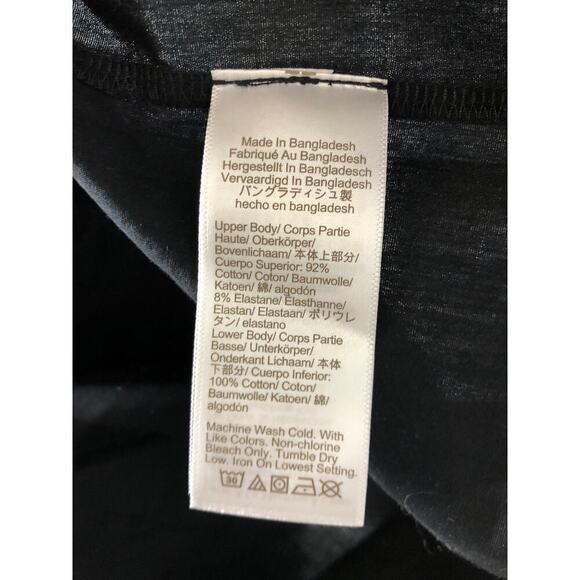 Made In Bangladesh
Fabriqué Au Bangladesh
Hergestellt In Bangladesch
Vervaardigd In Bangladesh
バングラディシュ製
hecho en bangladesh
Upper Body/ Corps Partie
Haute/ Oberkörper/
Bovenlichaam/ 本体上部分/
Cuerpo Superior: 92%
Cotton/ Coton/ Baumwolle/
Katoen/ 綿/ algodón
8% Elastane/ Élasthanne/
Elastan/ Elastaan/ ポリウレ
タン/ elastano
Lower Body/ Corps Partie
Basse/ Unterkörper/
Onderkant Lichaam/ 本体
下部分/ Cuerpo Inferior:
100% Cotton/ Coton/
Baumwolle/ Katoen/ 綿/
algodón
Machine Wash Cold. With
Like Colors. Non-chlorine
Bleach Only. Tumble Dry
Low. Iron On Lowest Setting.
30